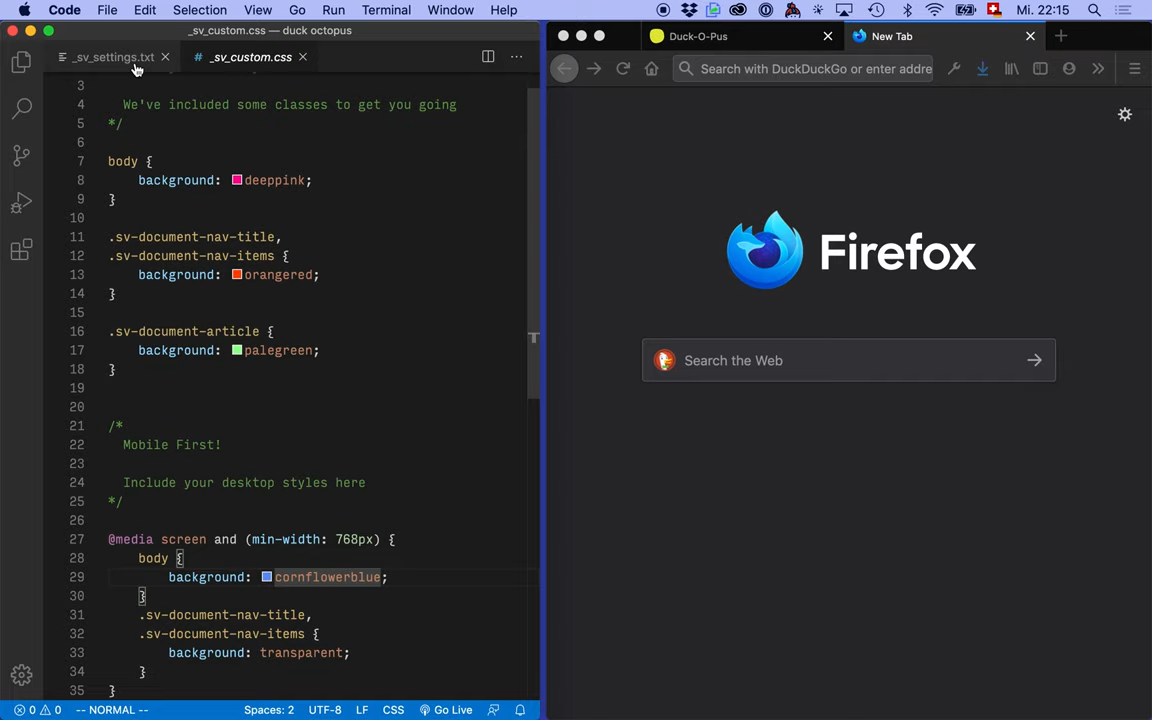 Code File Edit Selection View Go Run Terminal Window Help Mi. 22:15
_sv_custom.css — duck octopus
_sv_settings.txt # _sv_custom.css
3
4 We've included some classes to get you going
5 */
6
7 body {
8 background: deeppink;
9 }
10
11 .sv-document-nav-title,
12 .sv-document-nav-items {
13 background: orangered;
14 }
15
16 .sv-document-article {
17 background: palegreen;
18 }
19
20
21 /*
22 Mobile First!
23
24 Include your desktop styles here
25 */
26
27 @media screen and (min-width: 768px) {
28 body {
29 background: cornflowerblue;
30 }
31 .sv-document-nav-title,
32 .sv-document-nav-items {
33 background: transparent;
34 }
35 }
0 0 -- NORMAL -- Spaces: 2 UTF-8 LF CSS Go Live
Duck-O-Pus New Tab
Search with DuckDuckGo or enter addre
Firefox
Search the Web